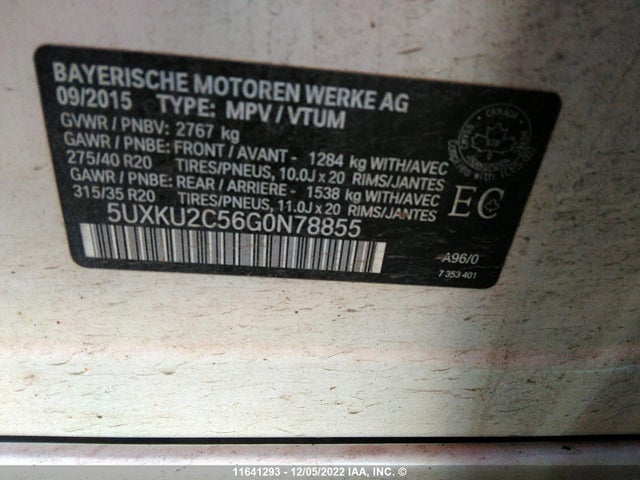 BAYERISCHE MOTOREN WERKE AG
09/2015 TYPE: MPV / VTUM
GVWR / PNBV: 2767 kg
GAWR / PNBE: FRONT / AVANT - 1284 kg WITH/AVEC
275/40 R20 TIRES/PNEUS, 10.0J x 20 RIMS/JANTES
GAWR / PNBE: REAR / ARRIERE - 1538 kg WITH/AVEC
315/35 R20 TIRES/PNEUS, 11.0J x 20 RIMS/JANTES
EC
5UXKU2C56G0N78855
-A96/0
7 353 401
CANADA
11641293 - 12/05/2022 IAA, INC. ©